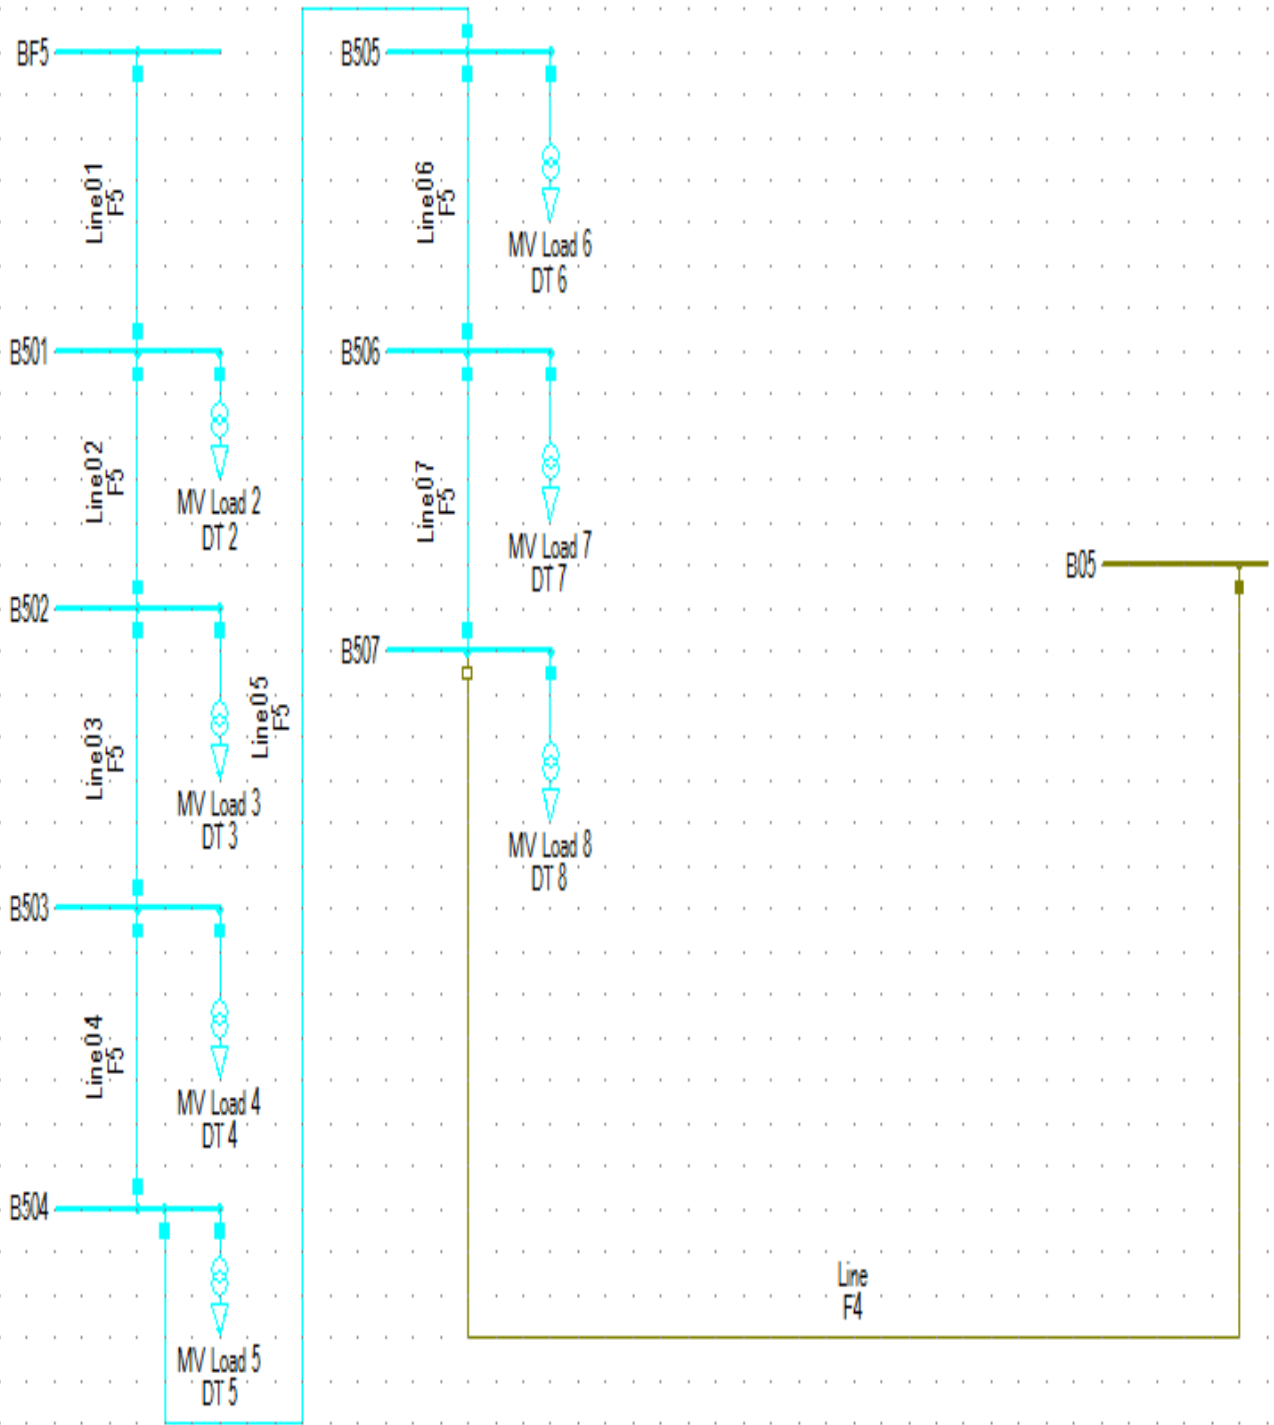 BF5
Line01
F5
B501
Line02
F5
MV Load 2
DT 2
B502
Line03
F5
MV Load 3
DT 3
Line05
F5
B503
Line04
F5
MV Load 4
DT 4
B504
MV Load 5
DT 5
B505
Line06
F5
MV Load 6
DT 6
B506
Line07
F5
MV Load 7
DT 7
B507
MV Load 8
DT 8
B05
Line
F4